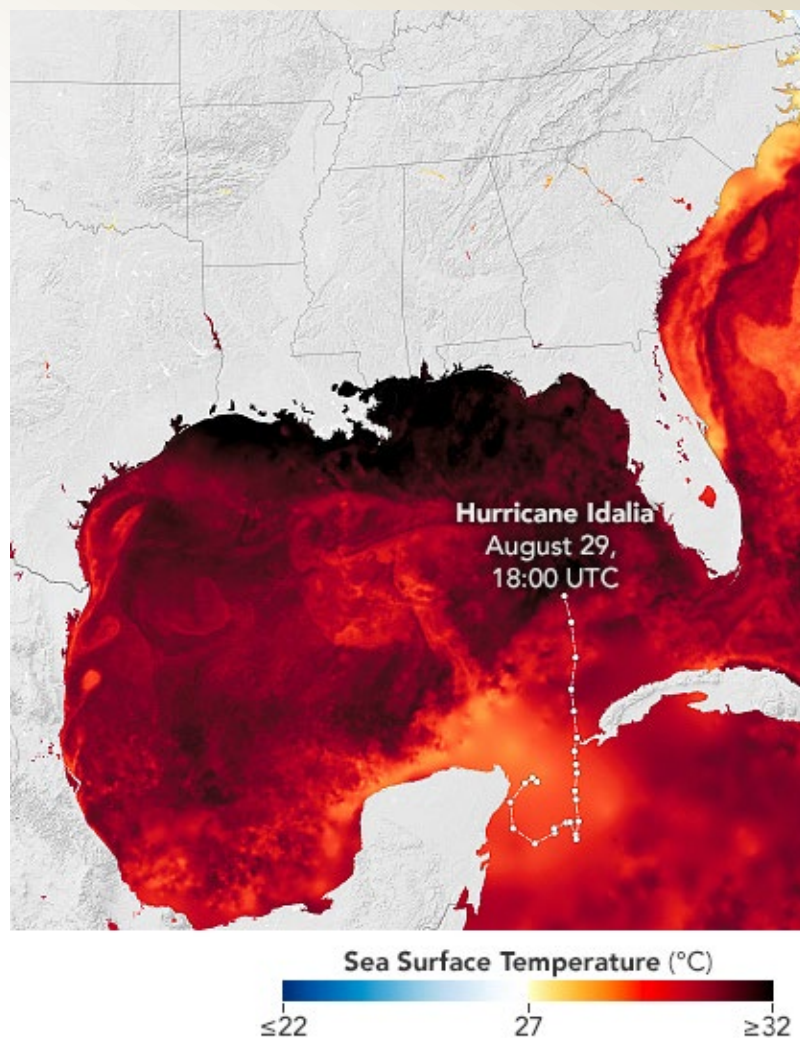 Hurricane Idalia
August 29,
18:00 UTC
Sea Surface Temperature (°C)
≤22 27 ≥32